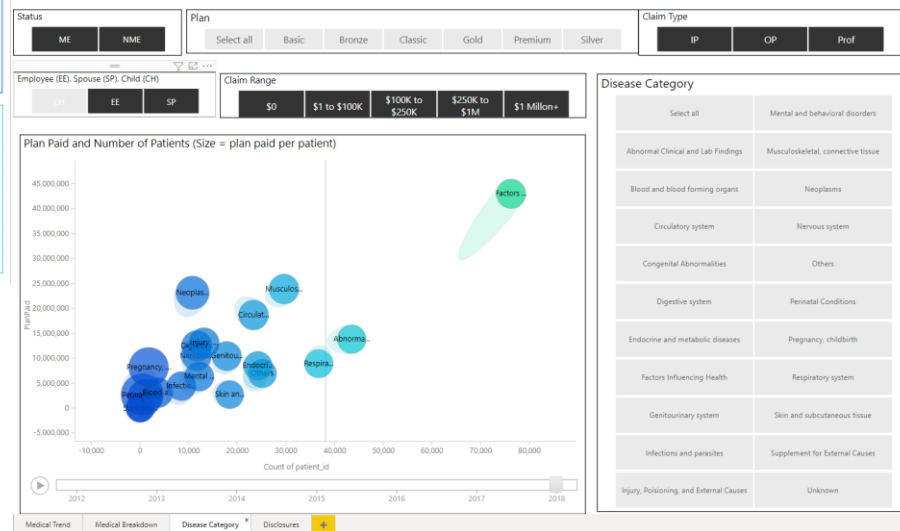 Status
ME NME
Plan
Select all Basic Bronze Classic Gold Premium Silver
Claim Type
IP OP Prof
Employee (EE). Spouse (SP). Child (CH)
CH EE SP
Claim Range
$0 $1 to $100K $100K to $250K $250K to $1M $1 Millon+
Disease Category
Select all Mental and behavioral disorders
Abnormal Clinical and Lab Findings Musculoskeletal, connective tissue
Blood and blood forming organs Neoplasms
Circulatory system Nervous system
Congenital Abnormalities Others
Digestive system Perinatal Conditions
Endocrine and metabolic diseases Pregnancy, childbirth
Factors Influencing Health Respiratory system
Genitourinary system Skin and subcutaneous tissue
Infections and parasites Supplement for External Causes
Injury, Poisioning, and External Causes Unknown
Plan Paid and Number of Patients (Size = plan paid per patient)
PlanPaid
45,000,000
40,000,000
35,000,000
30,000,000
25,000,000
20,000,000
15,000,000
10,000,000
5,000,000
0
-5,000,000
Factors ...
Neoplas...
Musculos...
Circulat...
Abnorma...
Injury...
Genitou...
Respira...
Pregnancy, ...
Endocri...
Others
Mental ...
Infectio...
Blood a...
Skin an...
-10,000 0 10,000 20,000 30,000 40,000 50,000 60,000 70,000 80,000
Count of patient_id
2012 2013 2014 2015 2016 2017 2018
Medical Trend Medical Breakdown Disease Category Disclosures +